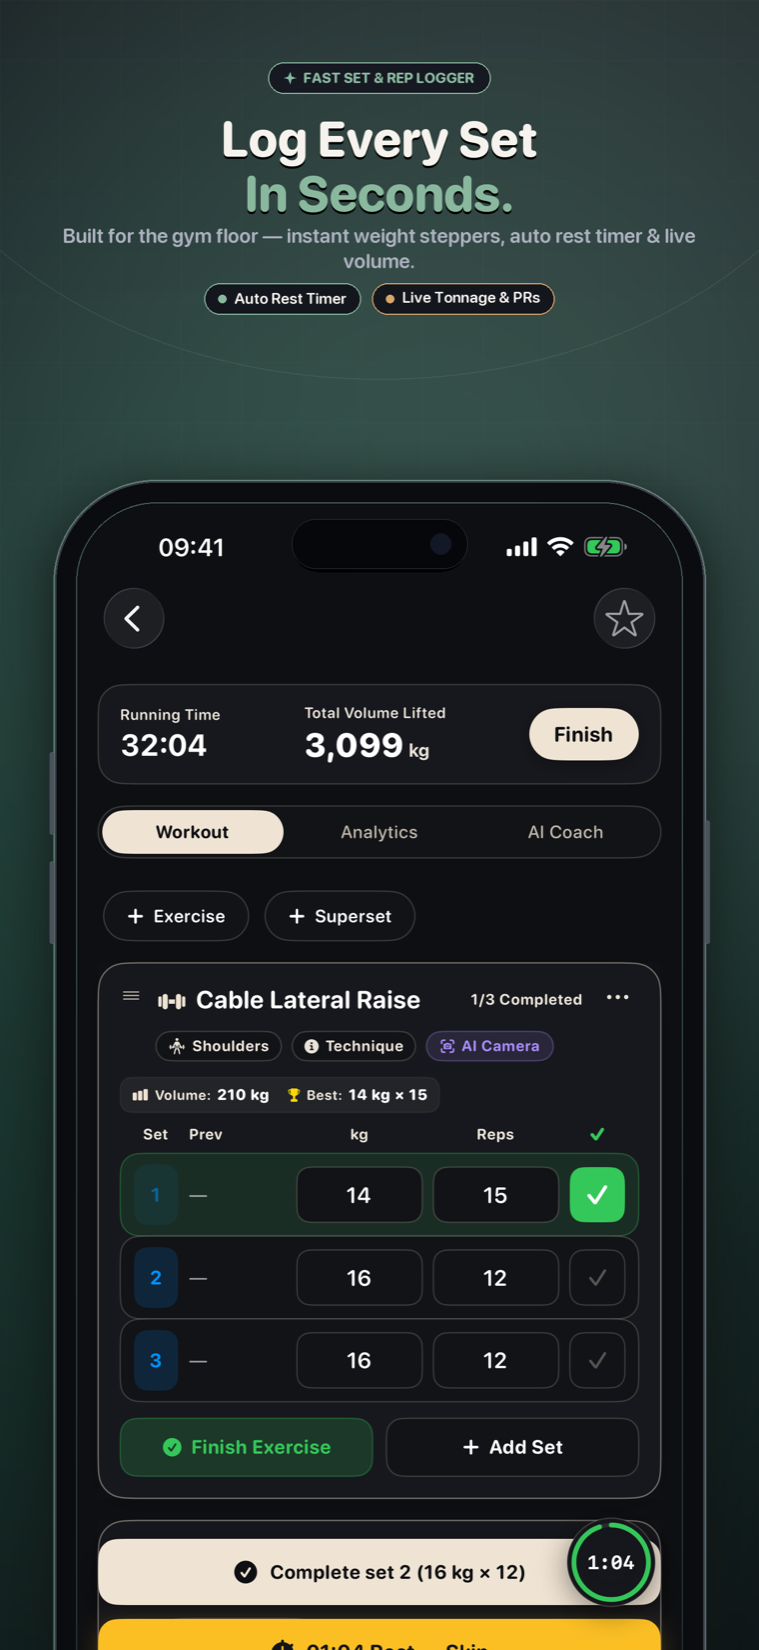 FAST SET & REP LOGGER
Log Every Set
In Seconds.
Built for the gym floor — instant weight steppers, auto rest timer & live
volume.
Auto Rest Timer
Live Tonnage & PRs
09:41
Running Time
Total Volume Lifted
32:04
3,099 kg
Finish
Workout
Analytics
AI Coach
+ Exercise
+ Superset
Cable Lateral Raise
1/3 Completed
Shoulders
Technique
AI Camera
Volume: 210 kg
Best: 14 kg × 15
Set Prev kg Reps
1 — 14 15
2 — 16 12
3 — 16 12
Finish Exercise
+ Add Set
Complete set 2 (16 kg × 12)
1:04
01:04 Rest — Skip